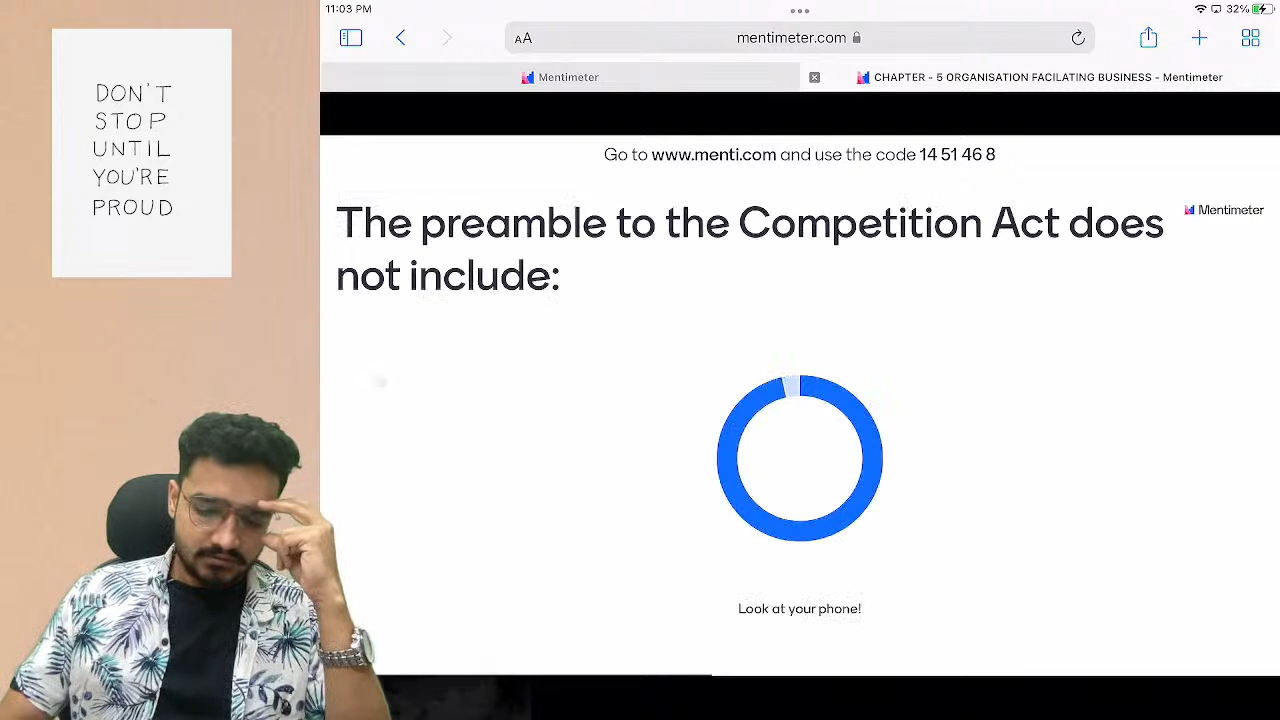 11:03 PM
32%
AA
mentimeter.com
Mentimeter
CHAPTER - 5 ORGANISATION FACILATING BUSINESS - Mentimeter
DON'T
STOP
UNTIL
YOU'RE
PROUD
Go to www.menti.com and use the code 14 51 46 8
Mentimeter
The preamble to the Competition Act does
not include:
Look at your phone!